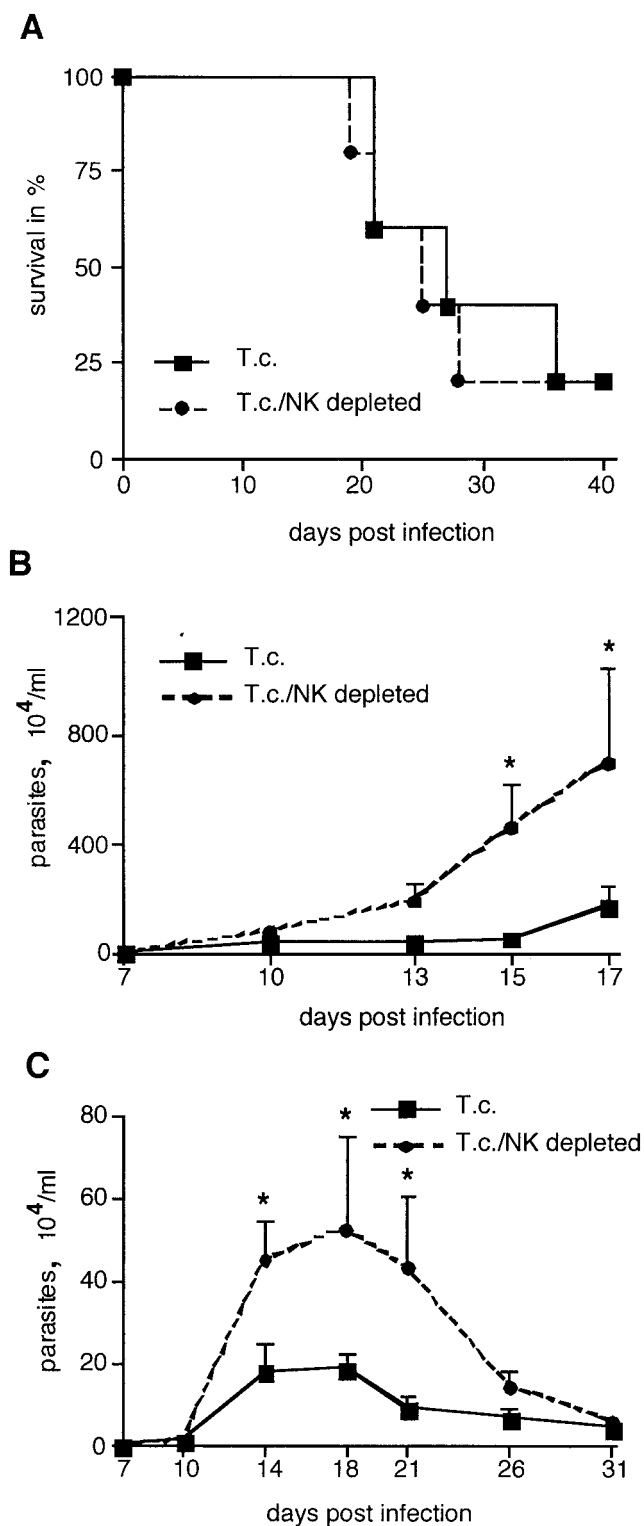 A
100
75
50
25
0
survival in %
T.c.
T.c./NK depleted
0 10 20 30 40
days post infection
B
1200
800
400
0
parasites, 10⁴/ml
T.c.
T.c./NK depleted
*
*
7 10 13 15 17
days post infection
C
80
60
40
20
0
parasites, 10⁴/ml
T.c.
T.c./NK depleted
*
*
*
7 10 14 18 21 26 31
days post infection